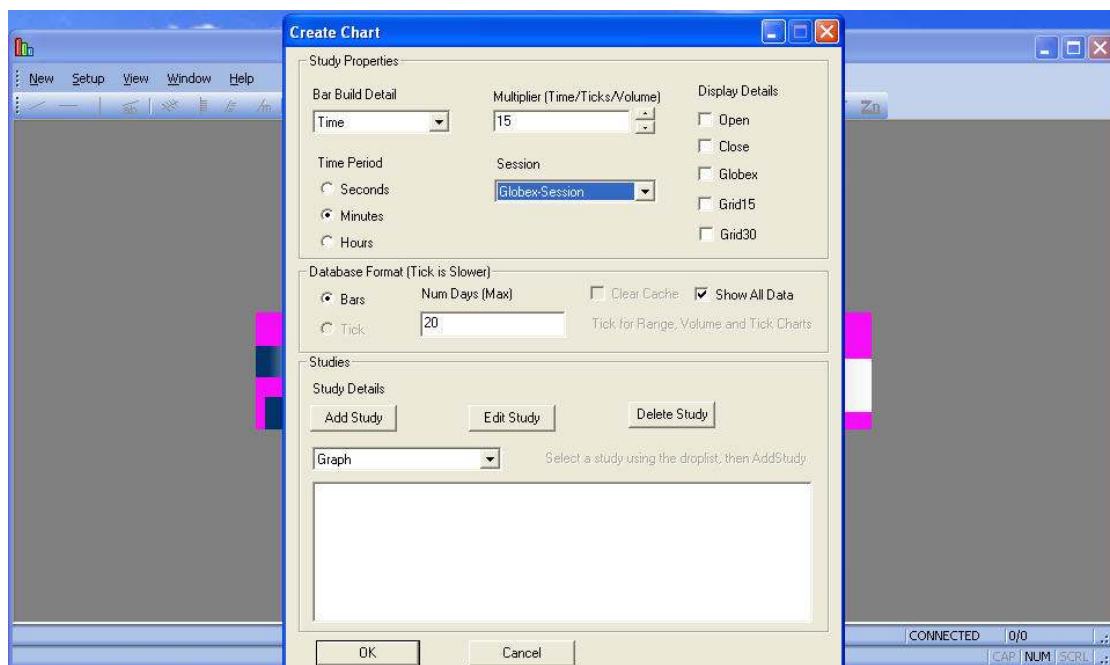 Create Chart
New Setup View Window Help
Study Properties
Bar Build Detail
Time
Multiplier (Time/Ticks/Volume)
15
Display Details
Open
Close
Globex
Grid15
Grid30
Time Period
Seconds
Minutes
Hours
Session
Globex-Session
Database Format (Tick is Slower)
Bars
Tick
Num Days (Max)
20
Clear Cache
Show All Data
Tick for Range, Volume and Tick Charts
Studies
Study Details
Add Study
Edit Study
Delete Study
Graph
Select a study using the droplist, then AddStudy
OK
Cancel
Zn
CONNECTED 0/0
CAP NUM SCRL